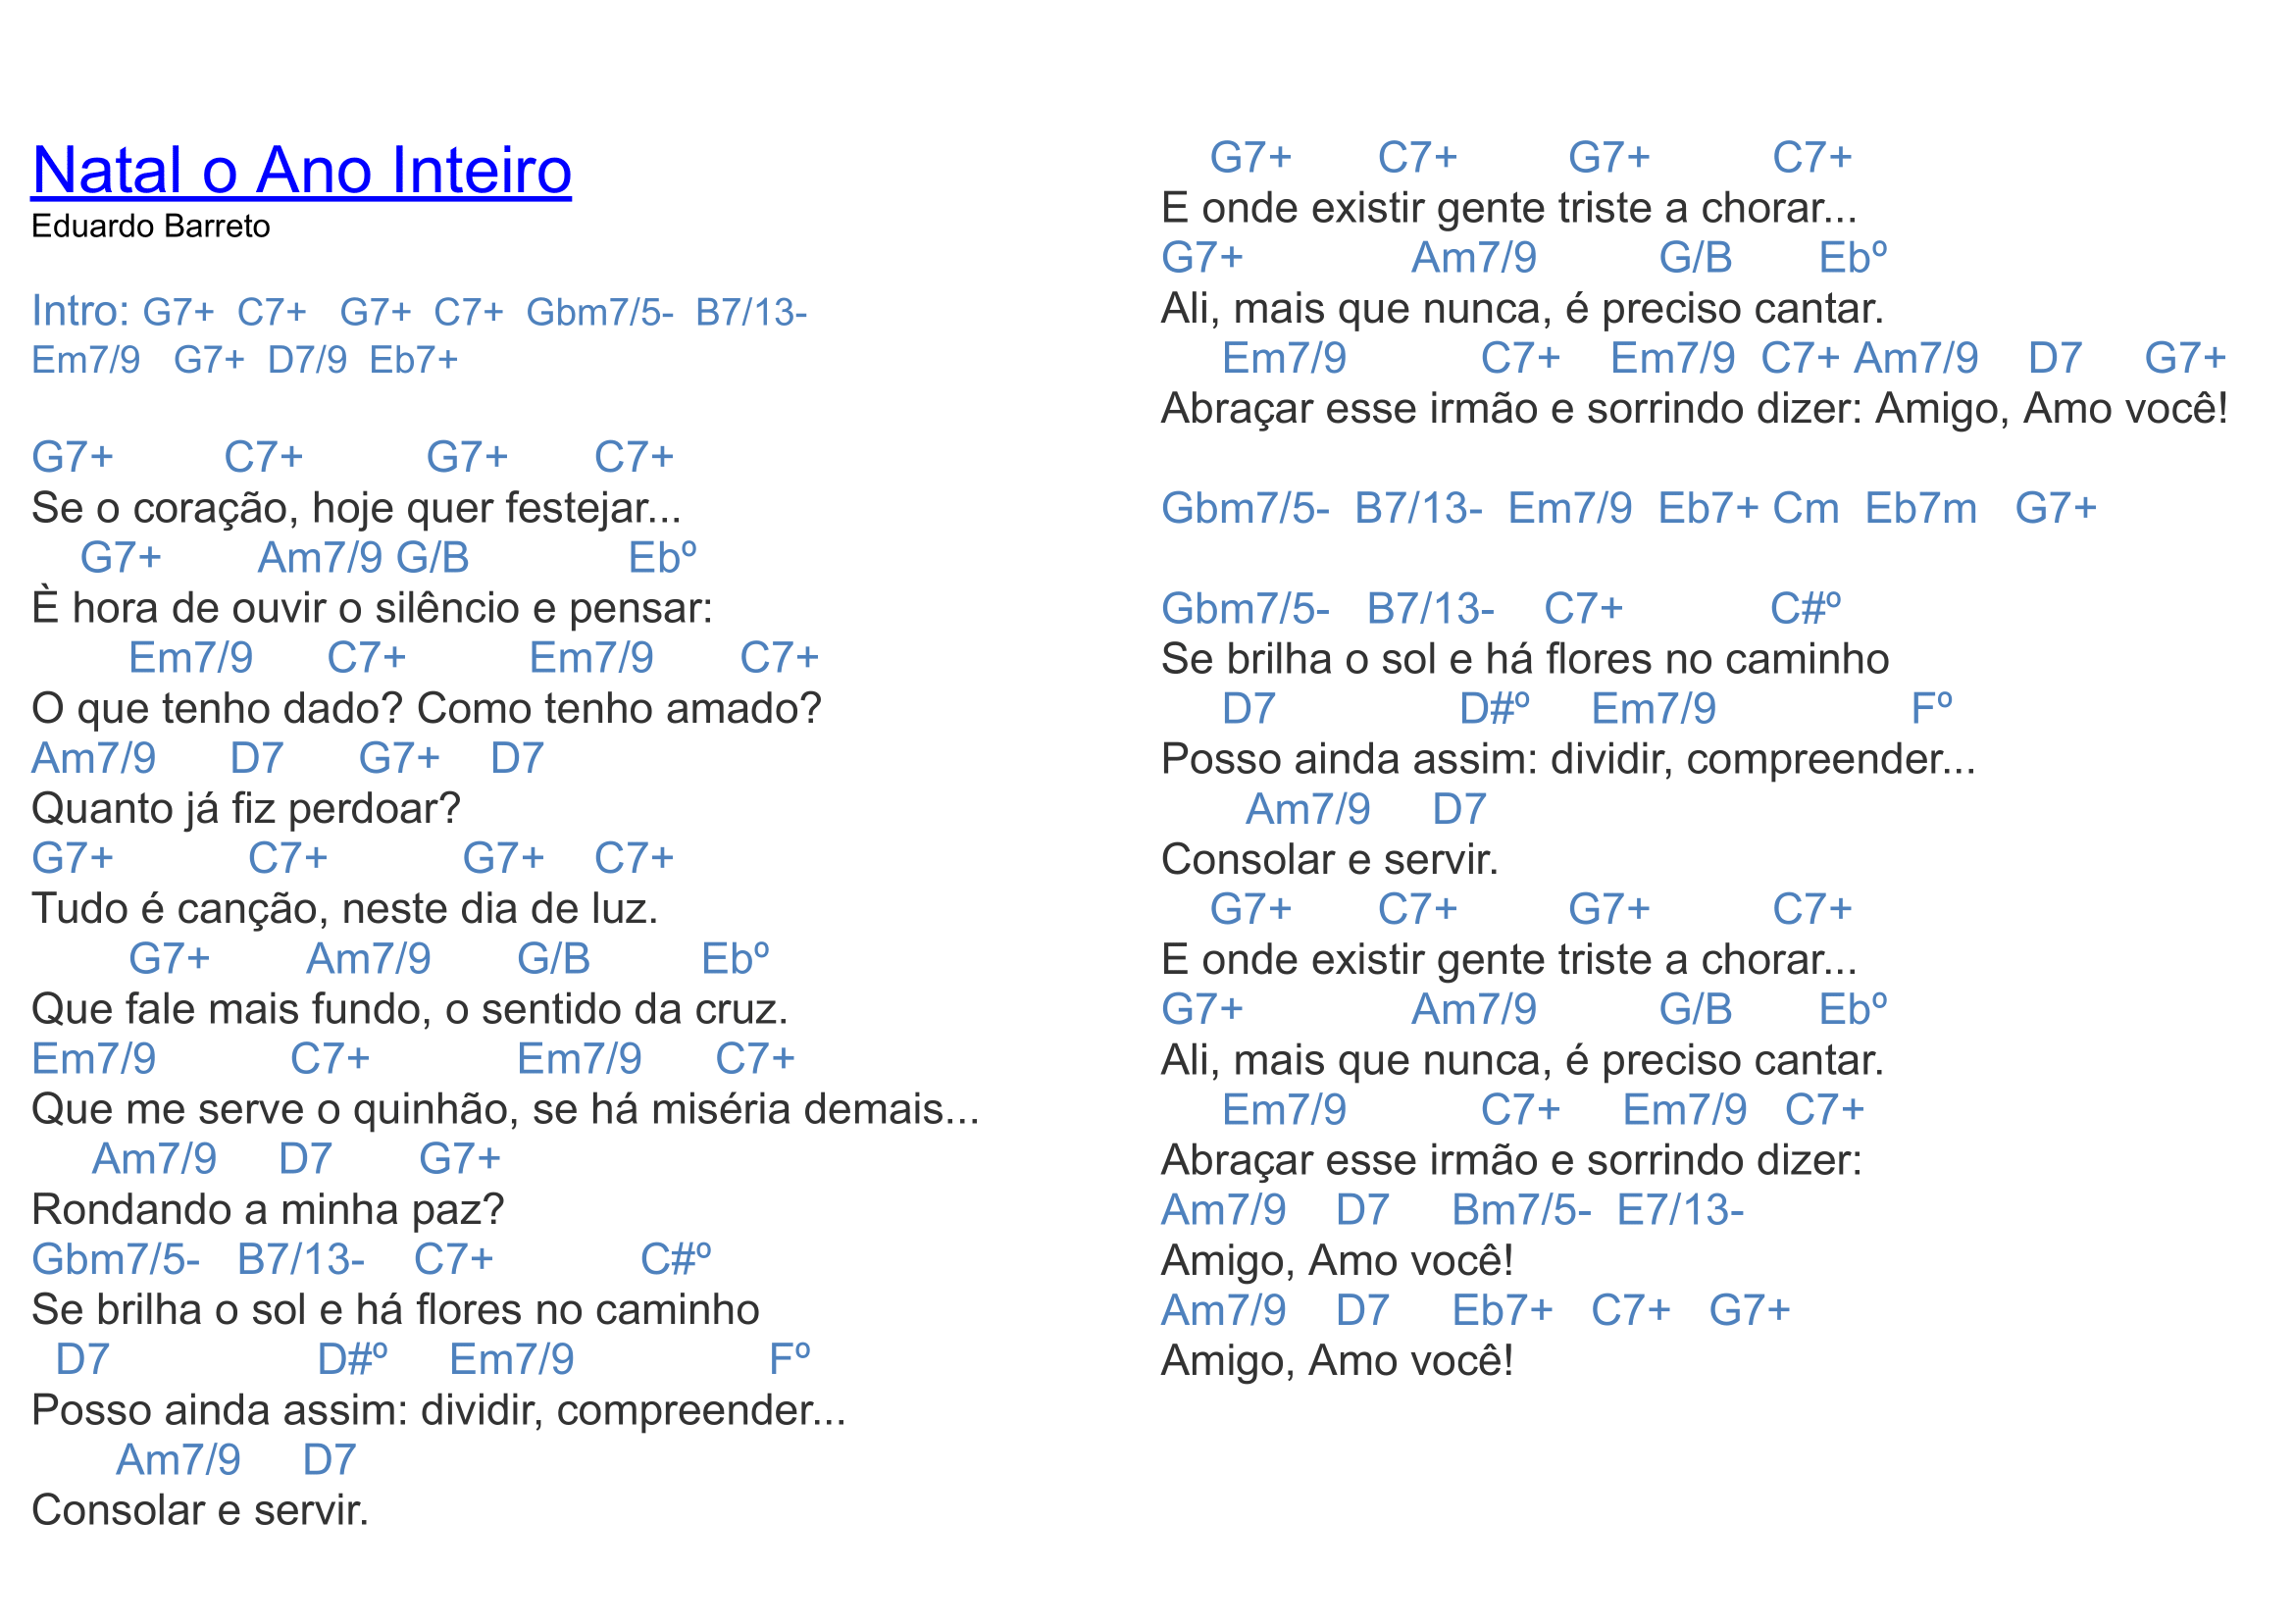 Natal o Ano Inteiro
Eduardo Barreto
Intro: G7+ C7+ G7+ C7+ Gbm7/5- B7/13-
Em7/9 G7+ D7/9 Eb7+
G7+ C7+ G7+ C7+
Se o coração, hoje quer festejar...
G7+ Am7/9 G/B Ebº
È hora de ouvir o silêncio e pensar:
Em7/9 C7+ Em7/9 C7+
O que tenho dado? Como tenho amado?
Am7/9 D7 G7+ D7
Quanto já fiz perdoar?
G7+ C7+ G7+ C7+
Tudo é canção, neste dia de luz.
G7+ Am7/9 G/B Ebº
Que fale mais fundo, o sentido da cruz.
Em7/9 C7+ Em7/9 C7+
Que me serve o quinhão, se há miséria demais...
Am7/9 D7 G7+
Rondando a minha paz?
Gbm7/5- B7/13- C7+ C#º
Se brilha o sol e há flores no caminho
D7 D#º Em7/9 Fº
Posso ainda assim: dividir, compreender...
Am7/9 D7
Consolar e servir.
G7+ C7+ G7+ C7+
E onde existir gente triste a chorar...
G7+ Am7/9 G/B Ebº
Ali, mais que nunca, é preciso cantar.
Em7/9 C7+ Em7/9 C7+ Am7/9 D7 G7+
Abraçar esse irmão e sorrindo dizer: Amigo, Amo você!
Gbm7/5- B7/13- Em7/9 Eb7+ Cm Eb7m G7+
Gbm7/5- B7/13- C7+ C#º
Se brilha o sol e há flores no caminho
D7 D#º Em7/9 Fº
Posso ainda assim: dividir, compreender...
Am7/9 D7
Consolar e servir.
G7+ C7+ G7+ C7+
E onde existir gente triste a chorar...
G7+ Am7/9 G/B Ebº
Ali, mais que nunca, é preciso cantar.
Em7/9 C7+ Em7/9 C7+
Abraçar esse irmão e sorrindo dizer:
Am7/9 D7 Bm7/5- E7/13-
Amigo, Amo você!
Am7/9 D7 Eb7+ C7+ G7+
Amigo, Amo você!